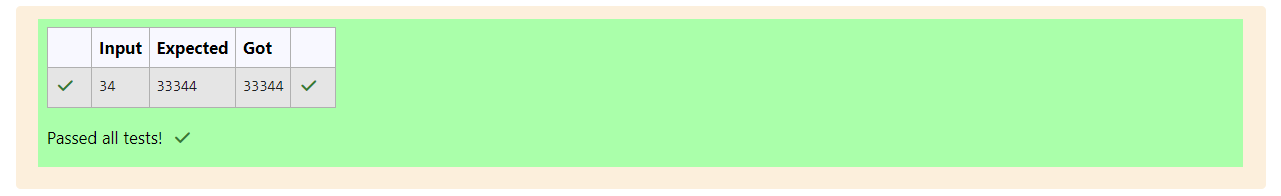 Input Expected Got
34 33344 33344
Passed all tests!